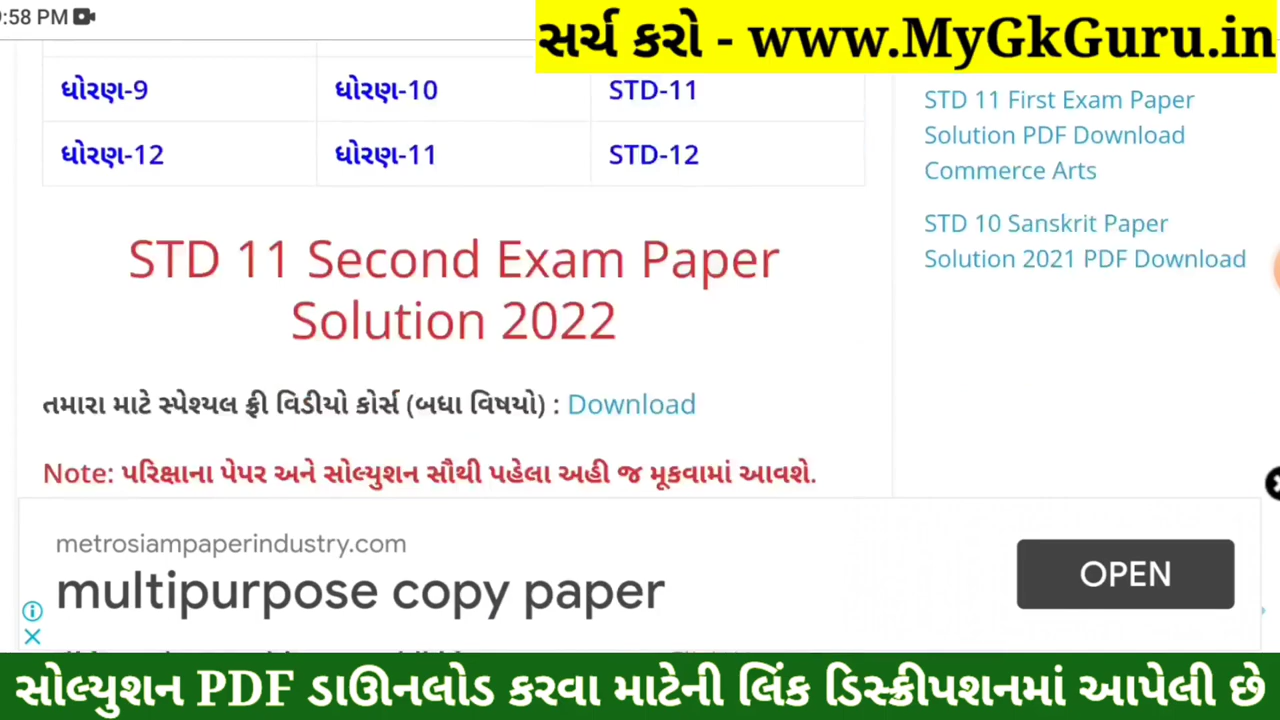 :58 PM
સર્ચ કરો - www.MyGkGuru.in
ધોરણ-9 ધોરણ-10 STD-11
ધોરણ-12 ધોરણ-11 STD-12
STD 11 First Exam Paper
Solution PDF Download
Commerce Arts
STD 10 Sanskrit Paper
Solution 2021 PDF Download
STD 11 Second Exam Paper
Solution 2022
તમારા માટે સ્પેશ્યલ ફ્રી વિડીયો કોર્સ (બધા વિષયો) : Download
Note: પરિક્ષાના પેપર અને સોલ્યુશન સૌથી પહેલા અહી જ મૂકવામાં આવશે.
metrosiampaperindustry.com
multipurpose copy paper
OPEN
સોલ્યુશન PDF ડાઊનલોડ કરવા માટેની લિંક ડિસ્ક્રીપશનમાં આપેલી છે